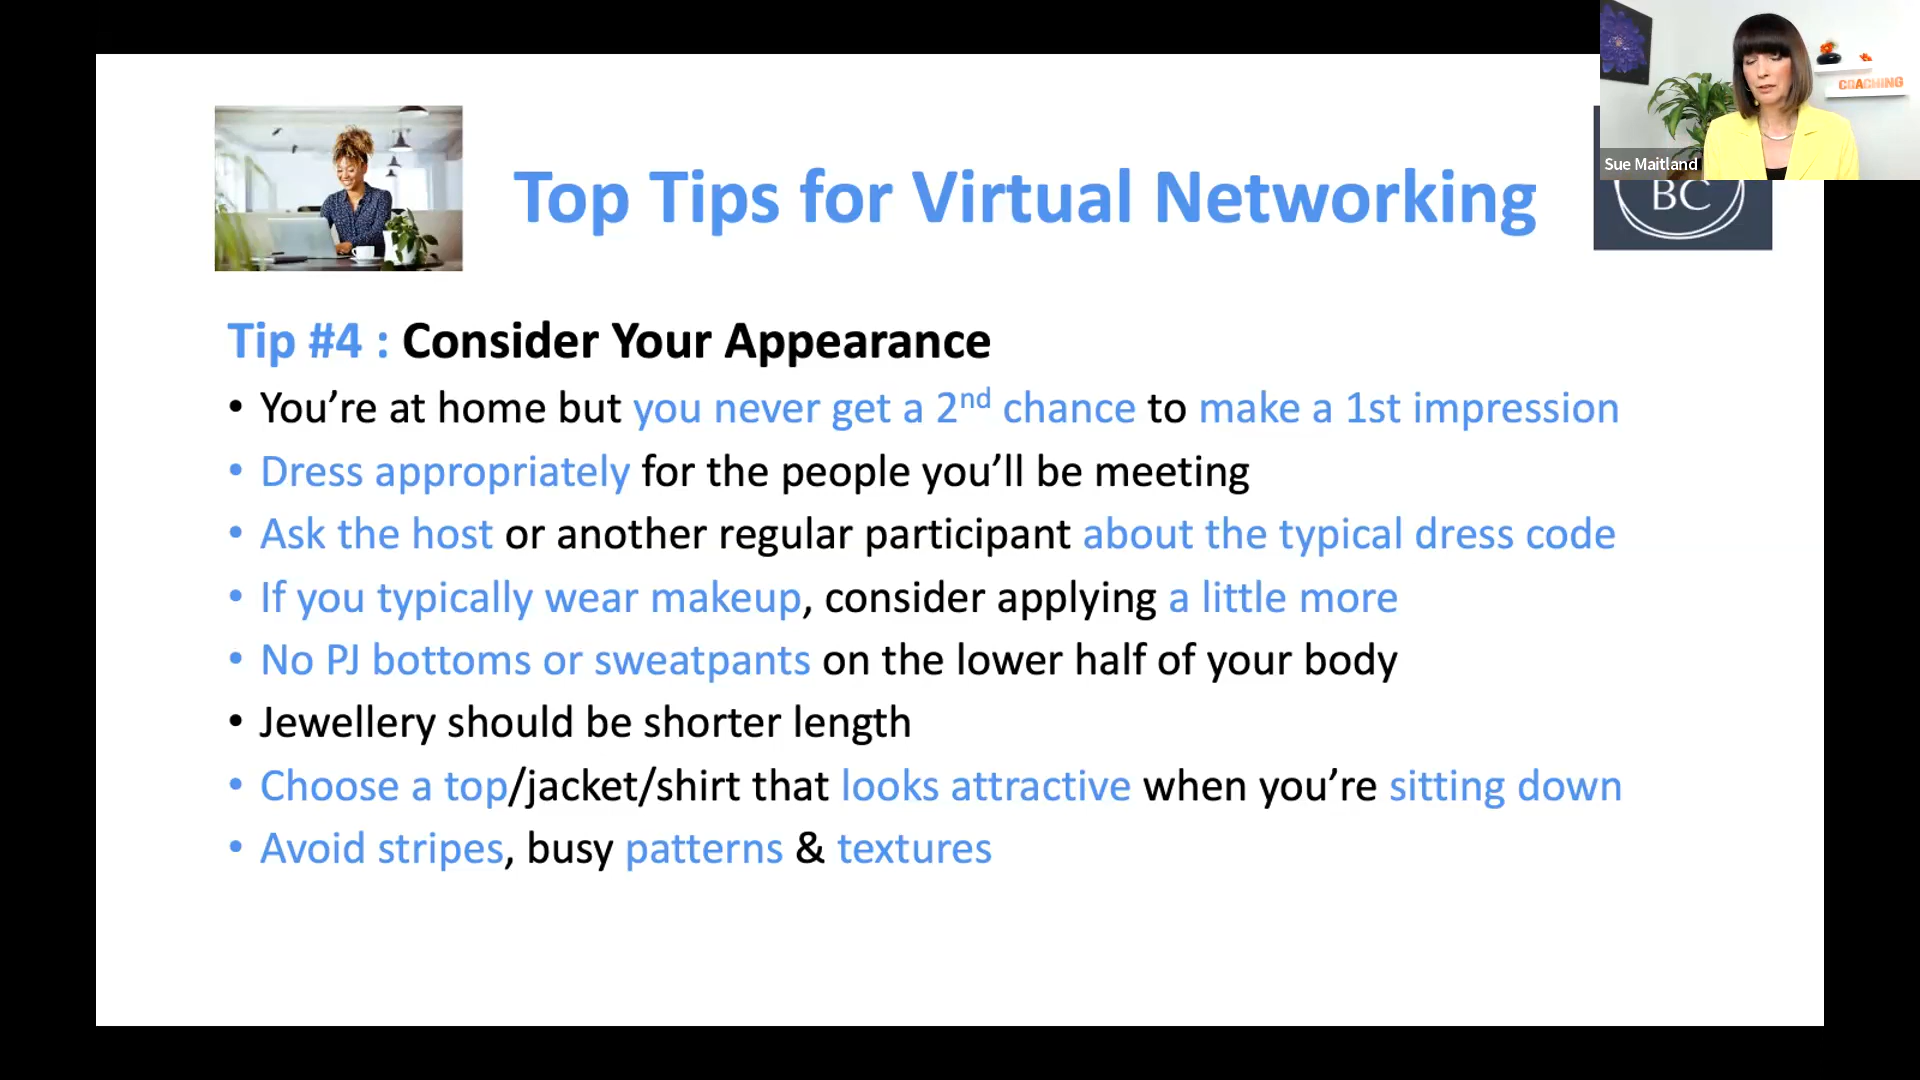 COACHING
Sue Maitland
BC
Top Tips for Virtual Networking
Tip #4 : Consider Your Appearance
• You’re at home but you never get a 2nd chance to make a 1st impression
• Dress appropriately for the people you’ll be meeting
• Ask the host or another regular participant about the typical dress code
• If you typically wear makeup, consider applying a little more
• No PJ bottoms or sweatpants on the lower half of your body
• Jewellery should be shorter length
• Choose a top/jacket/shirt that looks attractive when you’re sitting down
• Avoid stripes, busy patterns & textures